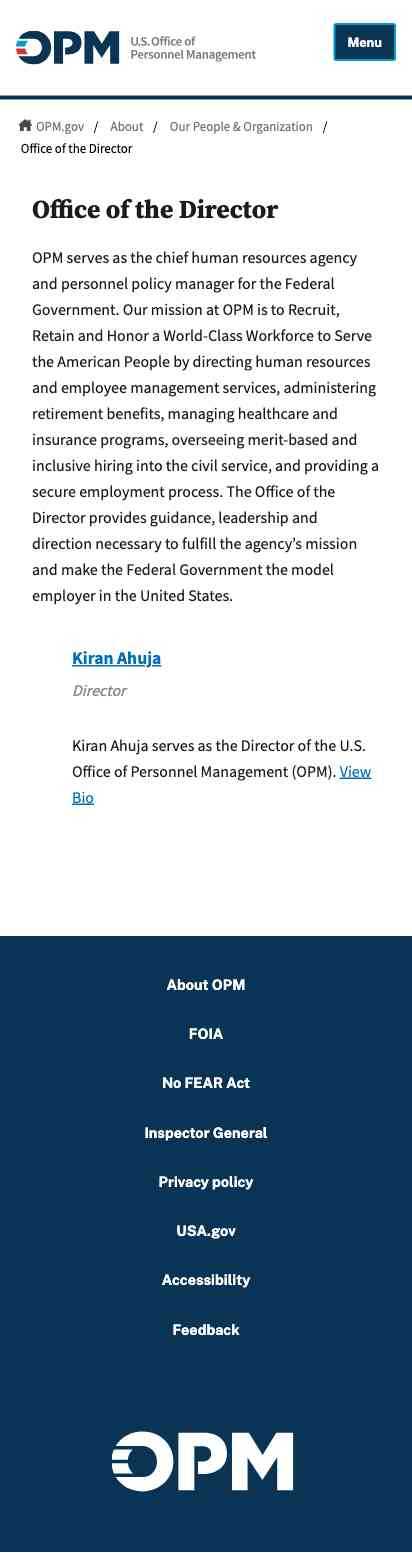 OPM
U.S. Office of
Personnel Management
Menu
OPM.gov / About / Our People & Organization /
Office of the Director
Office of the Director
OPM serves as the chief human resources agency
and personnel policy manager for the Federal
Government. Our mission at OPM is to Recruit,
Retain and Honor a World-Class Workforce to Serve
the American People by directing human resources
and employee management services, administering
retirement benefits, managing healthcare and
insurance programs, overseeing merit-based and
inclusive hiring into the civil service, and providing a
secure employment process. The Office of the
Director provides guidance, leadership and
direction necessary to fulfill the agency’s mission
and make the Federal Government the model
employer in the United States.
Kiran Ahuja
Director
Kiran Ahuja serves as the Director of the U.S.
Office of Personnel Management (OPM). View
Bio
About OPM
FOIA
No FEAR Act
Inspector General
Privacy policy
USA.gov
Accessibility
Feedback
OPM